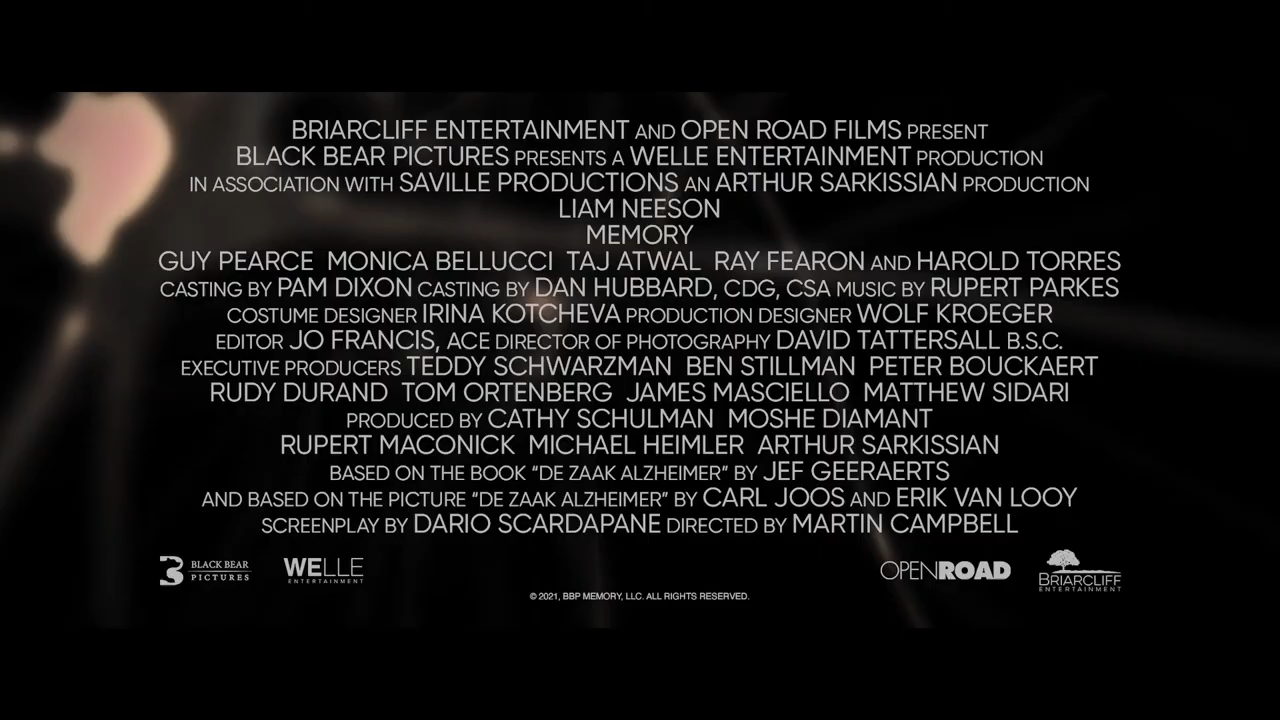 BRIARCLIFF ENTERTAINMENT AND OPEN ROAD FILMS PRESENT
BLACK BEAR PICTURES PRESENTS A WELLE ENTERTAINMENT PRODUCTION
IN ASSOCIATION WITH SAVILLE PRODUCTIONS AN ARTHUR SARKISSIAN PRODUCTION
LIAM NEESON
MEMORY
GUY PEARCE MONICA BELLUCCI TAJ ATWAL RAY FEARON AND HAROLD TORRES
CASTING BY PAM DIXON CASTING BY DAN HUBBARD, CDG, CSA MUSIC BY RUPERT PARKES
COSTUME DESIGNER IRINA KOTCHEVA PRODUCTION DESIGNER WOLF KROEGER
EDITOR JO FRANCIS, ACE DIRECTOR OF PHOTOGRAPHY DAVID TATTERSALL B.S.C.
EXECUTIVE PRODUCERS TEDDY SCHWARZMAN BEN STILLMAN PETER BOUCKAERT
RUDY DURAND TOM ORTENBERG JAMES MASCIELLO MATTHEW SIDARI
PRODUCED BY CATHY SCHULMAN MOSHE DIAMANT
RUPERT MACONICK MICHAEL HEIMLER ARTHUR SARKISSIAN
BASED ON THE BOOK “DE ZAAK ALZHEIMER” BY JEF GEERAERTS
AND BASED ON THE PICTURE “DE ZAAK ALZHEIMER” BY CARL JOOS AND ERIK VAN LOOY
SCREENPLAY BY DARIO SCARDAPANE DIRECTED BY MARTIN CAMPBELL
BLACK BEAR
PICTURES
WELLE
ENTERTAINMENT
OPENROAD
BRIARCLIFF
ENTERTAINMENT
© 2021, BBP MEMORY, LLC. ALL RIGHTS RESERVED.